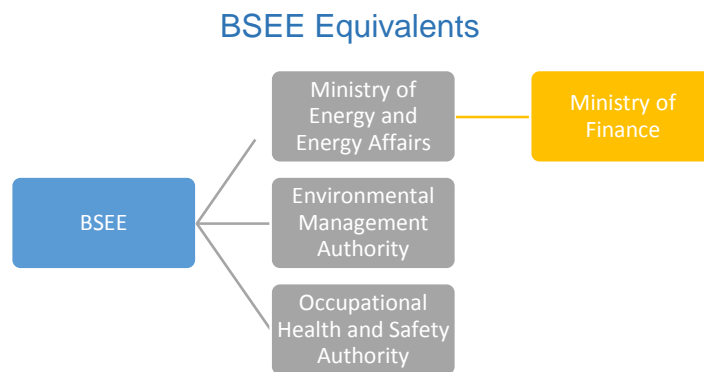 BSEE Equivalents
Ministry of
Energy and
Energy Affairs
Ministry of
Finance
BSEE
Environmental
Management
Authority
Occupational
Health and Safety
Authority